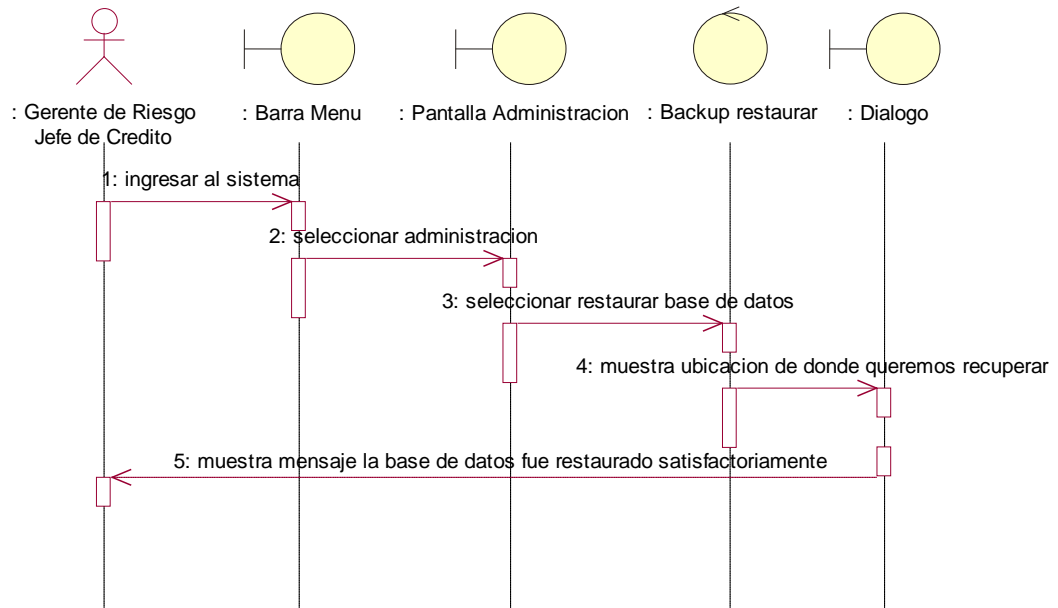 : Gerente de Riesgo
Jefe de Credito
: Barra Menu
: Pantalla Administracion
: Backup restaurar
: Dialogo
1: ingresar al sistema
2: seleccionar administracion
3: seleccionar restaurar base de datos
4: muestra ubicacion de donde queremos recuperar
5: muestra mensaje la base de datos fue restaurado satisfactoriamente